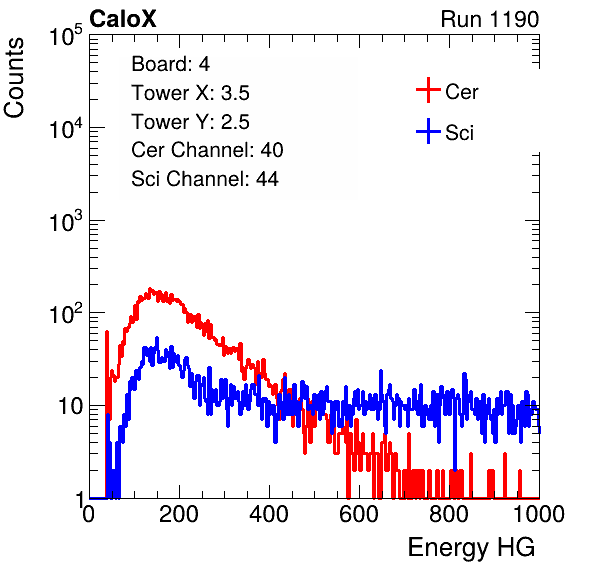 CaloX Run 1190
Counts
10^5
10^4
10^3
10^2
10
1
Board: 4
Tower X: 3.5
Tower Y: 2.5
Cer Channel: 40
Sci Channel: 44
Cer
Sci
0 200 400 600 800 1000
Energy HG